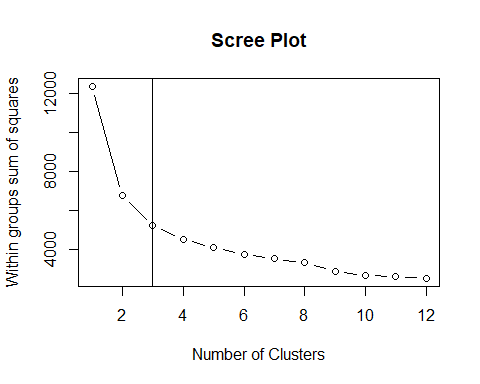 Scree Plot
Within groups sum of squares
12000
8000
4000
2 4 6 8 10 12
Number of Clusters